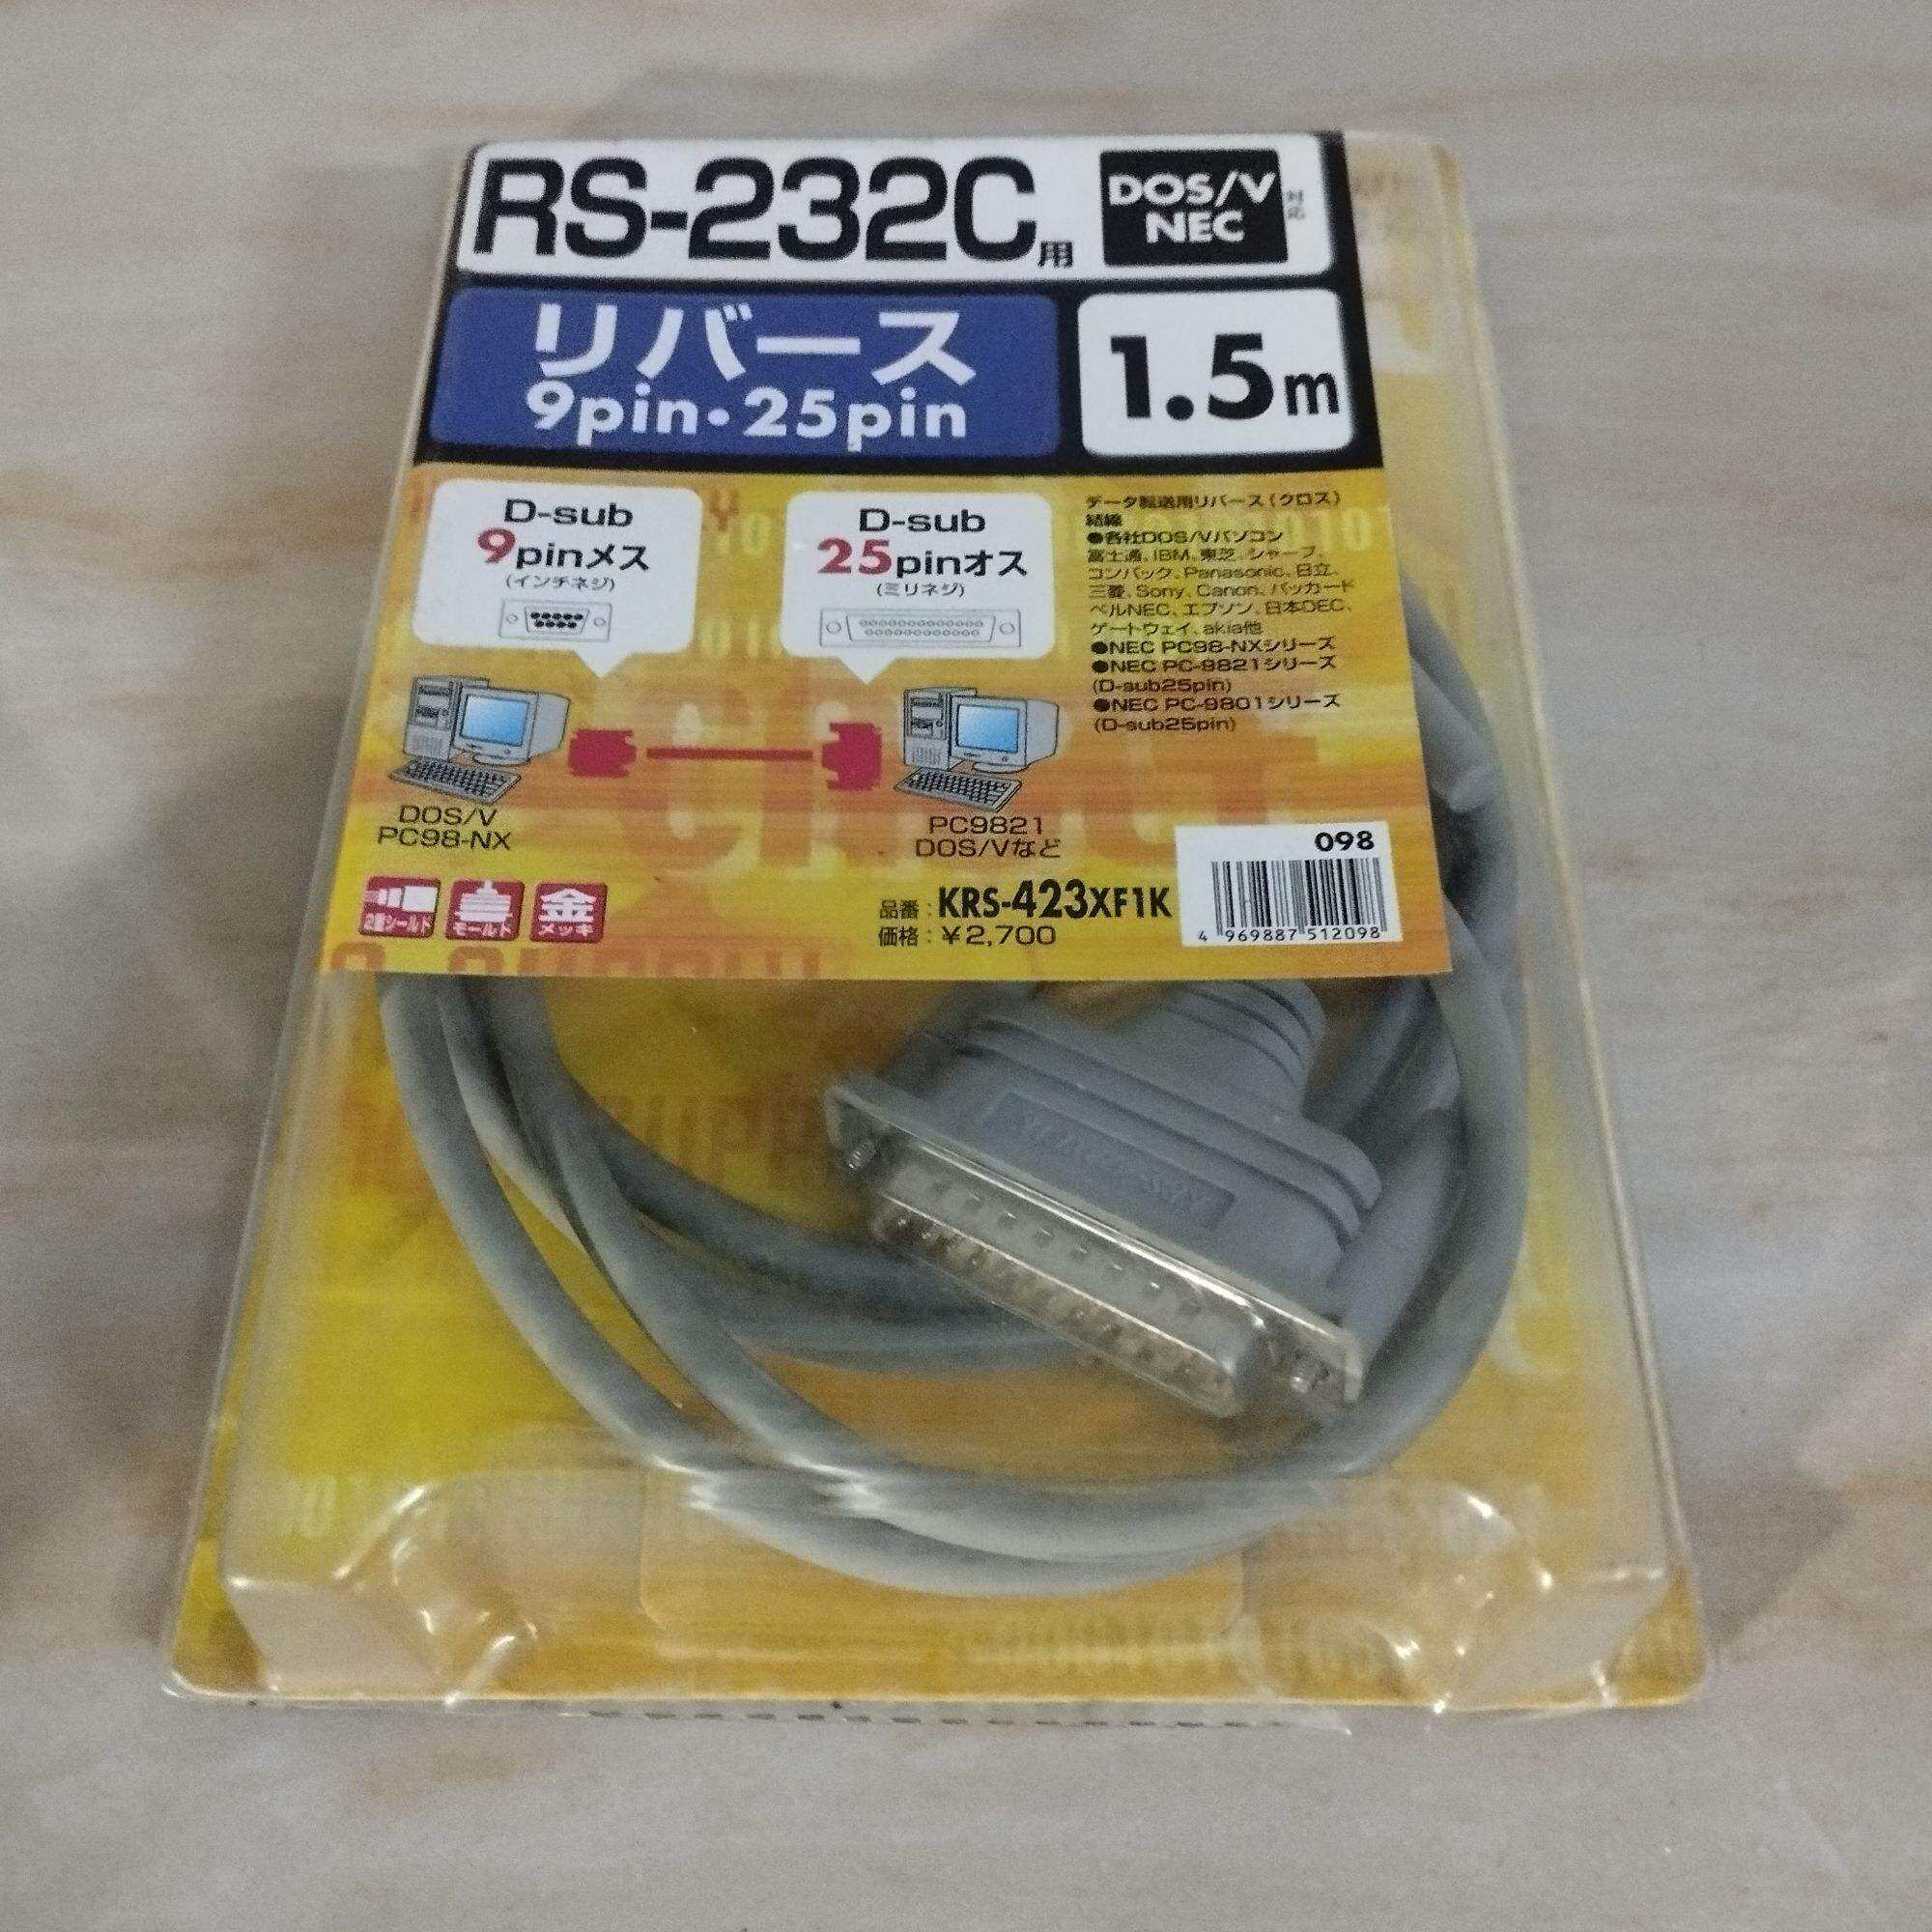 RS-232C用
DOS/V
NEC
対応
リバース
9pin・25pin
1.5m
D-sub
9pinメス
(インチネジ)
D-sub
25pinオス
(ミリネジ)
データ転送用リバース(クロス)
結線
●各社DOS/Vパソコン
富士通、IBM、東芝、シャープ、
コンパック、Panasonic、日立、
三菱、Sony、Canon、パッカード
ベルNEC、エプソン、日本DEC、
ゲートウェイ、akia他
●NEC PC98-NXシリーズ
●NEC PC-9821シリーズ
(D-sub25pin)
●NEC PC-9801シリーズ
(D-sub25pin)
DOS/V
PC98-NX
PC9821
DOS/Vなど
2重シールド
モールド
金
メッキ
品番:KRS-423XF1K
価格:¥2,700
098
4 969887 512098